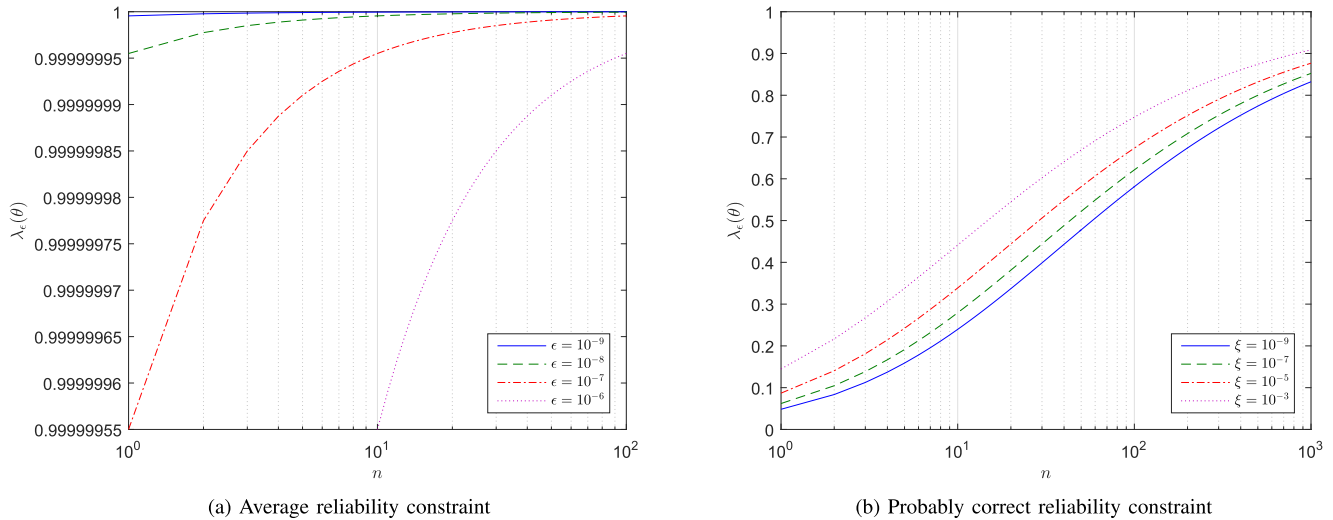 1
0.99999995
0.9999999
0.99999985
0.9999998
0.99999975
0.9999997
0.99999965
0.9999996
0.99999955
λ_ϵ(θ)
10^0
10^1
10^2
n
ϵ = 10^−9
ϵ = 10^−8
ϵ = 10^−7
ϵ = 10^−6
(a) Average reliability constraint
1
0.9
0.8
0.7
0.6
0.5
0.4
0.3
0.2
0.1
0
λ_ϵ(θ)
10^0
10^1
10^2
10^3
n
ξ = 10^−9
ξ = 10^−7
ξ = 10^−5
ξ = 10^−3
(b) Probably correct reliability constraint